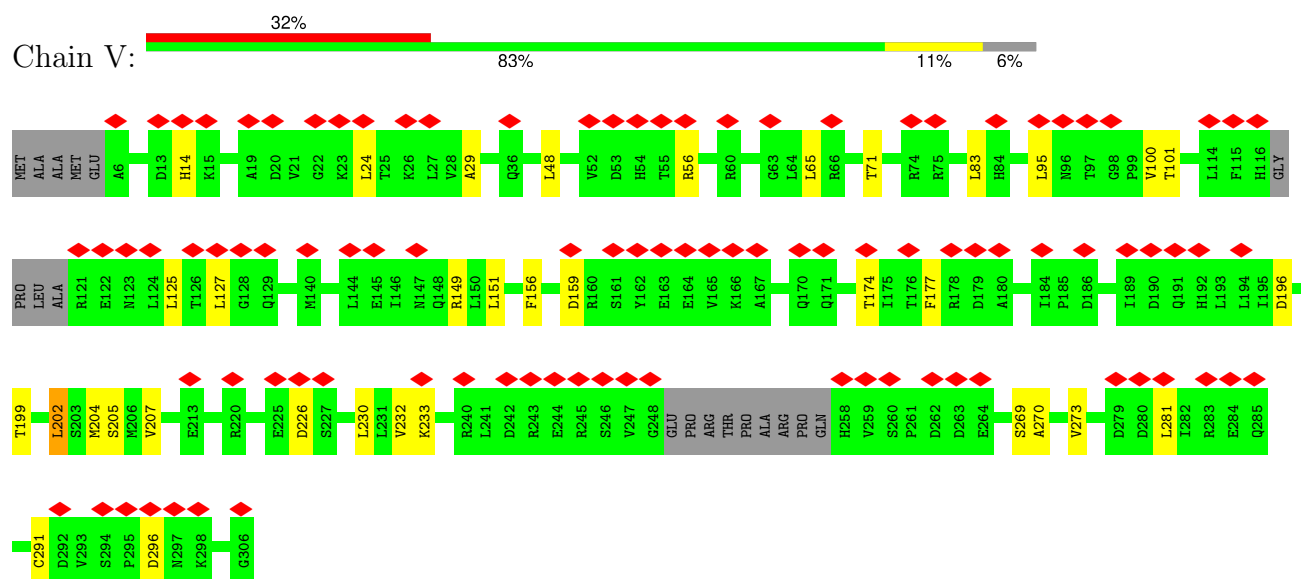 32%
Chain V:
83% 11% 6%
MET ALA ALA MET GLU A6 D13 H14 K15 A19 D20 V21 G22 K23 L24 T25 K26 L27 V28 A29 Q36 L48 V52 D53 H54 T55 R56 R60 G63 L64 L65 R66 T71 R74 R75 L83 H84 L95 N96 T97 G98 P99 V100 T101 L114 F115 H116 GLY
PRO LEU ALA R121 E122 N123 L124 L125 T126 L127 G128 Q129 M140 L144 E145 I146 N147 Q148 R149 L150 L151 F156 D159 R160 S161 Y162 E163 E164 V165 K166 A167 Q170 Q171 T174 I175 T176 F177 R178 D179 A180 I184 P185 D186 I189 D190 Q191 H192 L193 L194 I195 D196
T199 L202 S203 M204 S205 M206 V207 E213 R220 E225 D226 S227 L230 L231 V232 K233 R240 L241 D242 R243 E244 R245 S246 V247 G248 GLU PRO ARG THR PRO ALA ARG PRO GLN H258 V259 S260 P261 D262 D263 E264 S269 A270 V273 D279 D280 L281 I282 R283 E284 Q285
C291 D292 V293 S294 P295 D296 N297 K298 G306